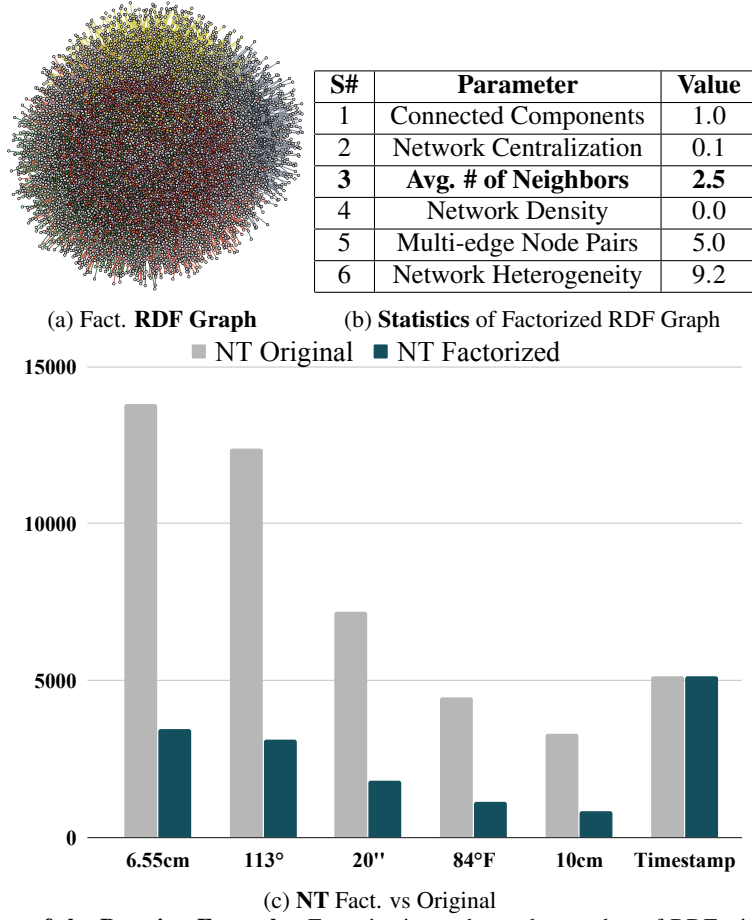 S# Parameter Value
1 Connected Components 1.0
2 Network Centralization 0.1
3 Avg. # of Neighbors 2.5
4 Network Density 0.0
5 Multi-edge Node Pairs 5.0
6 Network Heterogeneity 9.2
(a) Fact. RDF Graph
(b) Statistics of Factorized RDF Graph
NT Original NT Factorized
15000
10000
5000
0
6.55cm 113° 20'' 84°F 10cm Timestamp
(c) NT Fact. vs Original